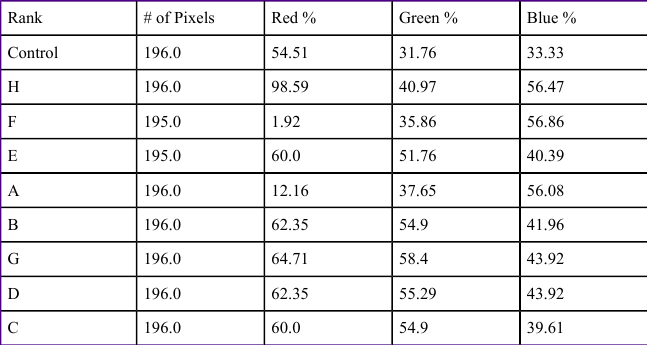 Rank # of Pixels Red % Green % Blue %
Control 196.0 54.51 31.76 33.33
H 196.0 98.59 40.97 56.47
F 195.0 1.92 35.86 56.86
E 195.0 60.0 51.76 40.39
A 196.0 12.16 37.65 56.08
B 196.0 62.35 54.9 41.96
G 196.0 64.71 58.4 43.92
D 196.0 62.35 55.29 43.92
C 196.0 60.0 54.9 39.61